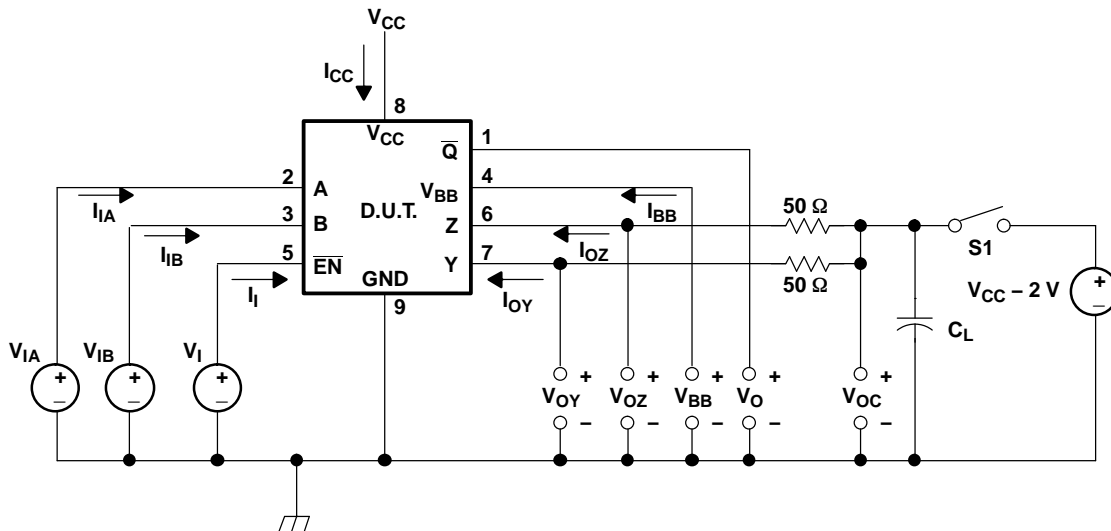 VCC
ICC
8
VCC
1
Q̅
2
A
4
VBB
IIA
D.U.T.
IBB
3
B
6
Z
50 Ω
IIB
IOZ
S1
5
E̅N̅
7
Y
50 Ω
II
GND
IOY
VCC – 2 V
9
CL
VIA
VIB
VI
+
–
+
–
+
–
+
–
VOY
+
–
VOZ
+
–
VBB
+
–
VO
+
–
VOC
+
–